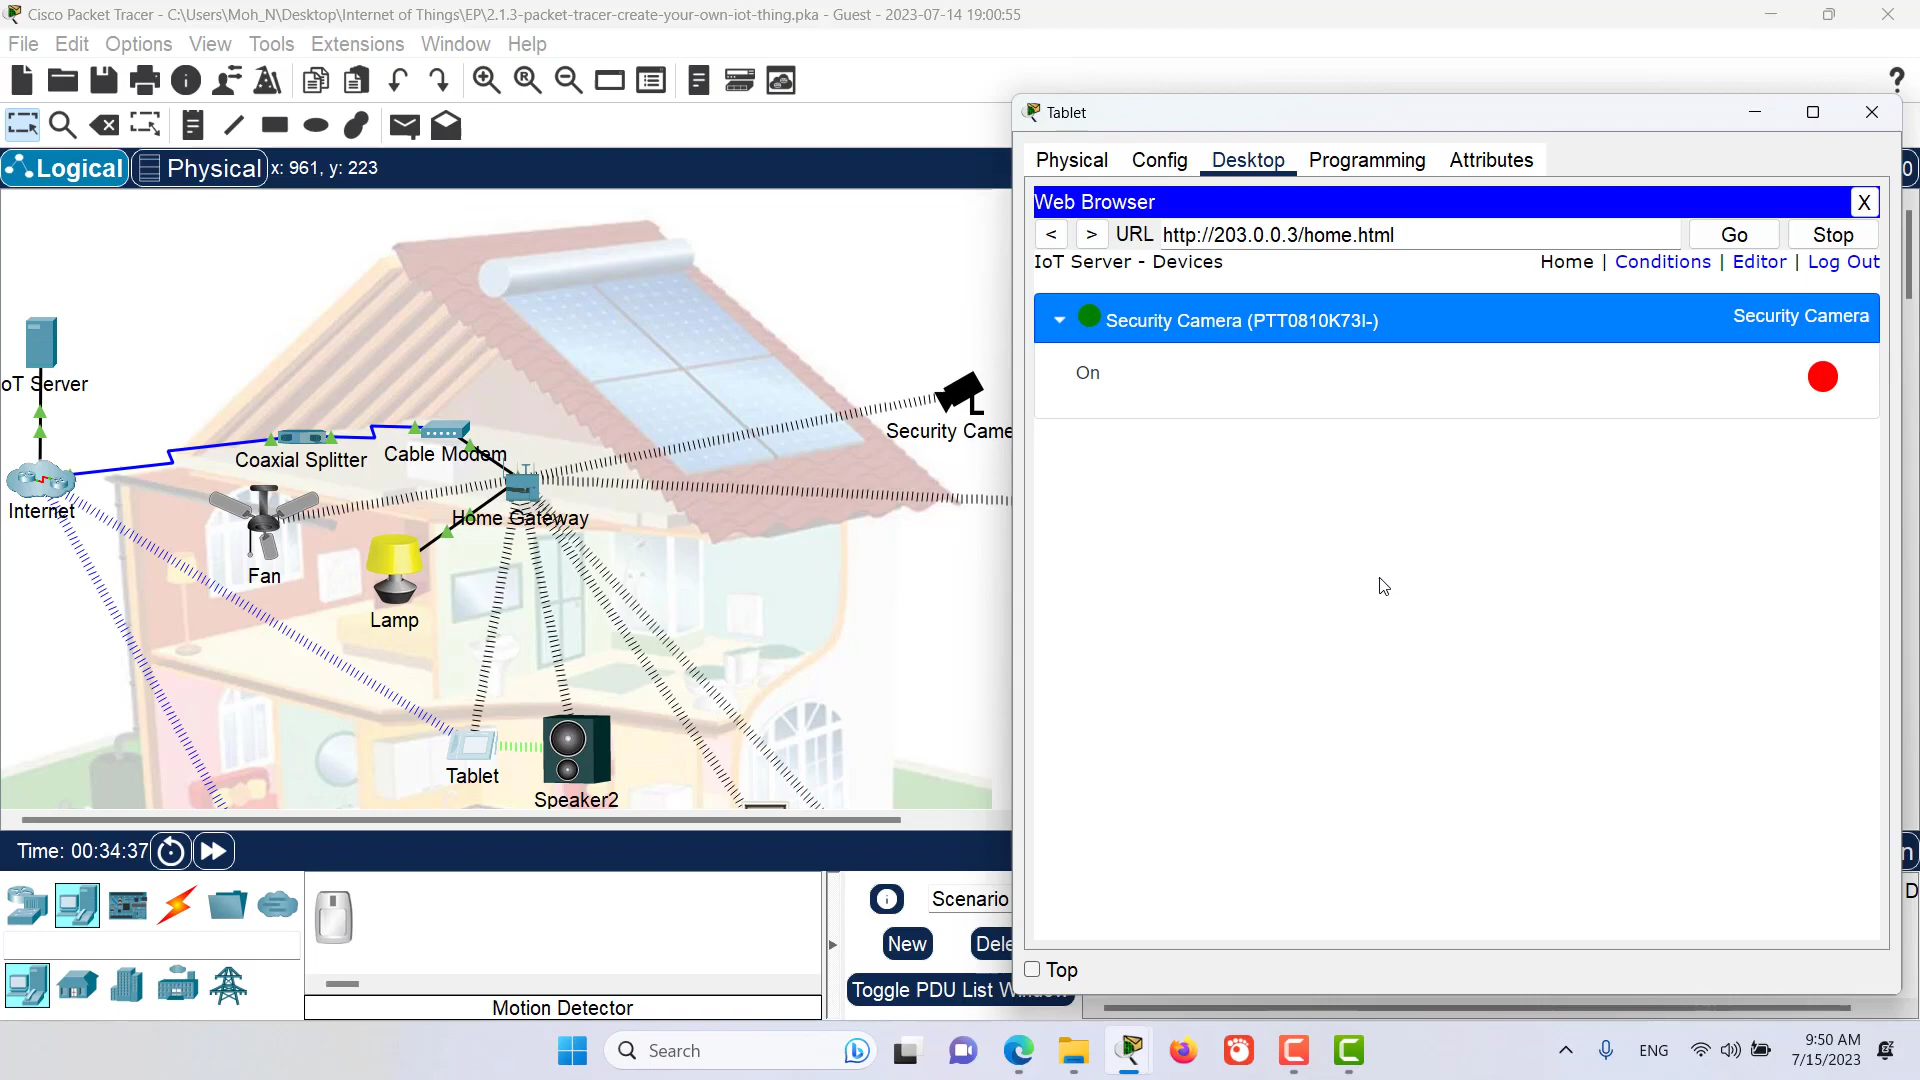 Cisco Packet Tracer - C:\Users\Moh_N\Desktop\Internet of Things\EP\2.1.3-packet-tracer-create-your-own-iot-thing.pka - Guest - 2023-07-14 19:00:55
File Edit Options View Tools Extensions Window Help
Logical Physical x: 961, y: 223
oT Server
Coaxial Splitter
Cable Modem
Security Came
Internet
Home Gateway
Fan
Lamp
Tablet
Speaker2
Time: 00:34:37
Scenario
New Dele
Toggle PDU List Window
Motion Detector
Tablet
Physical Config Desktop Programming Attributes
Web Browser X
< > URL http://203.0.0.3/home.html Go Stop
IoT Server - Devices Home | Conditions | Editor | Log Out
Security Camera (PTT0810K73I-) Security Camera
On
Top
0
n
D
Search
ENG
9:50 AM
7/15/2023